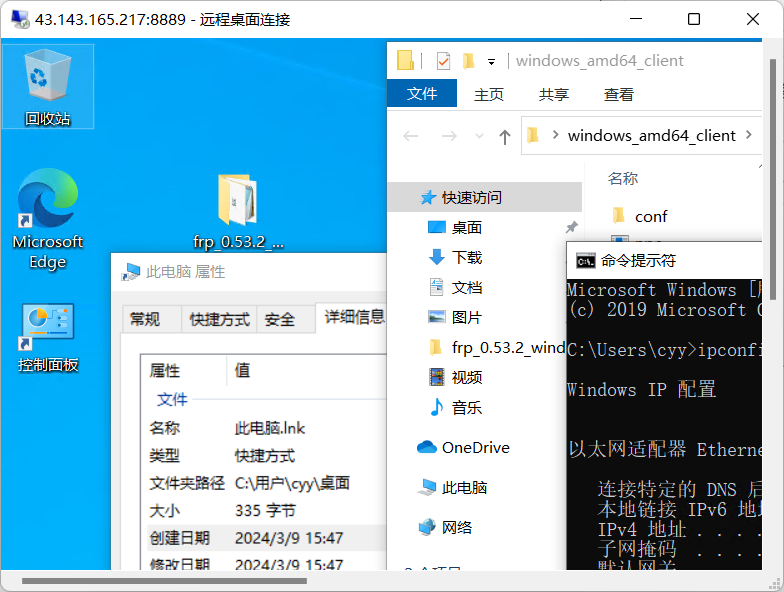 43.143.165.217:8889 - 远程桌面连接
回收站
Microsoft
Edge
控制面板
frp_0.53.2_...
windows_amd64_client
文件 主页 共享 查看
windows_amd64_client
快速访问
桌面
下载
文档
图片
frp_0.53.2_wind
视频
音乐
OneDrive
此电脑
网络
名称
conf
此电脑 属性
常规 快捷方式 安全 详细信息
属性 值
文件
名称 此电脑.lnk
类型 快捷方式
文件夹路径 C:\用户\cyy\桌面
大小 335 字节
创建日期 2024/3/9 15:47
修改日期 2024/3/9 15:47
C:\. 命令提示符
Microsoft Windows [
(c) 2019 Microsoft C
C:\Users\cyy>ipconfi
Windows IP 配置
以太网适配器 Etherne
连接特定的 DNS 后
本地链接 IPv6 地
IPv4 地址 . . . .
子网掩码 . . . .
默认网关